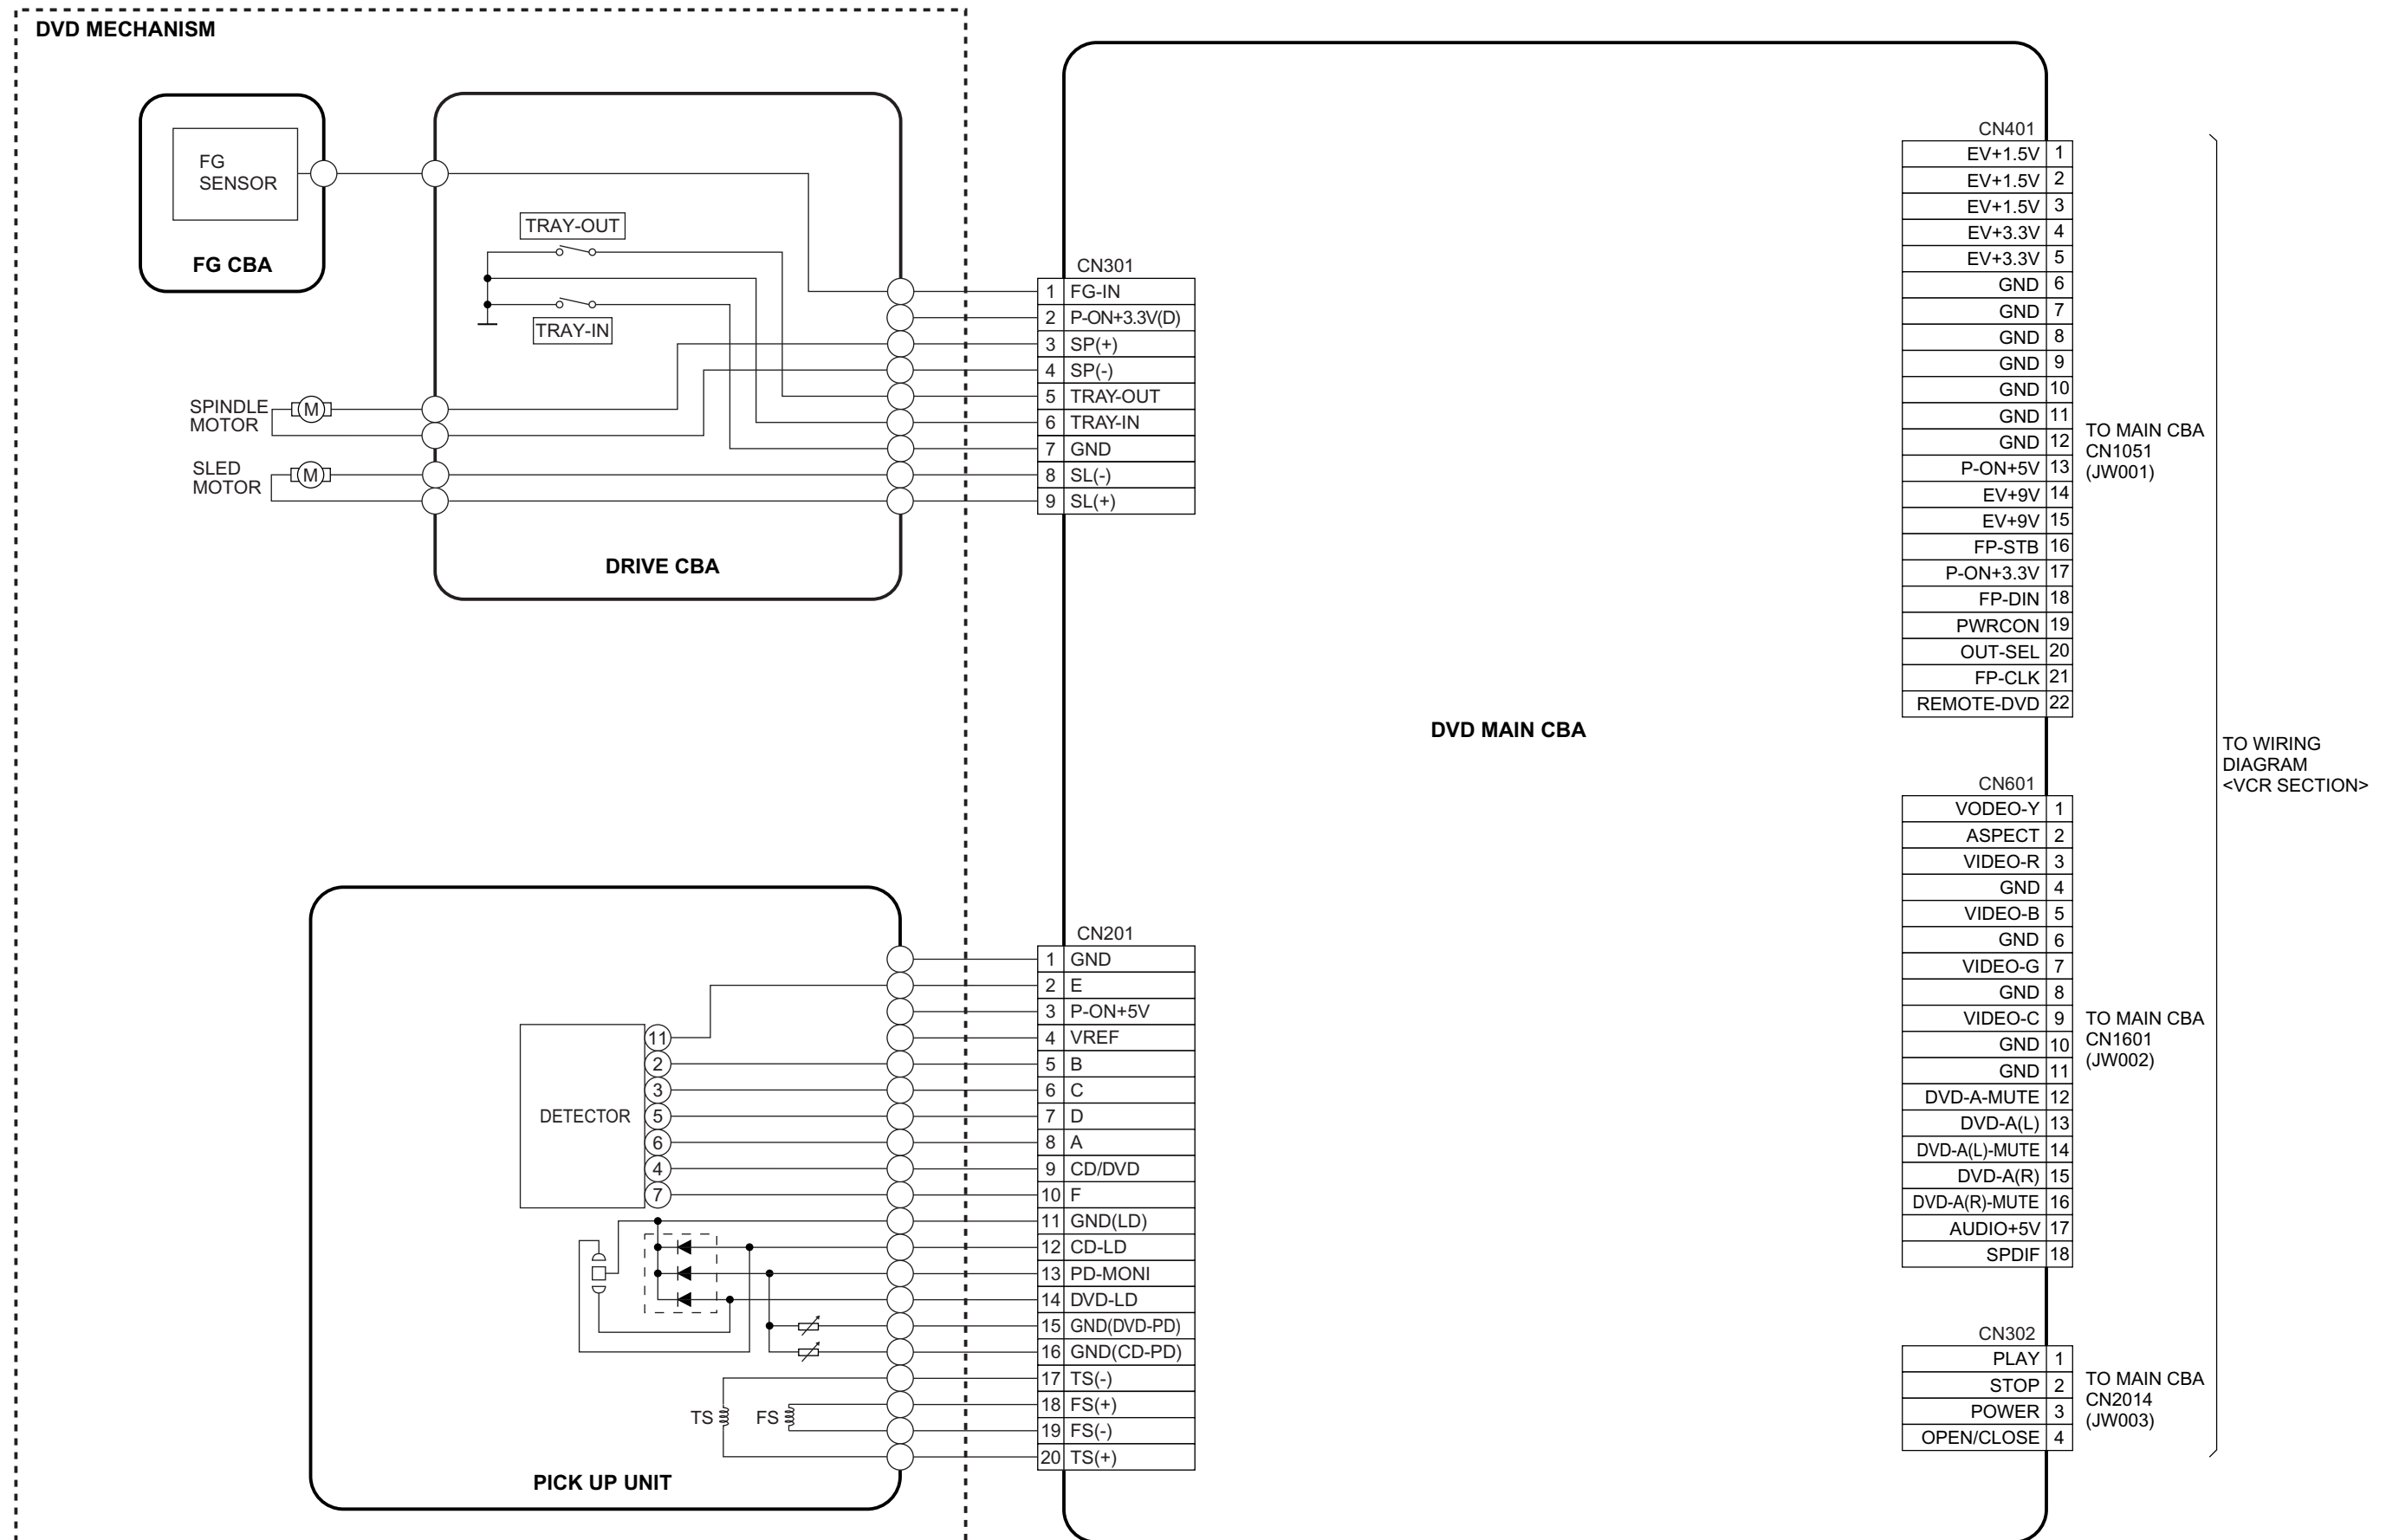 DVD MECHANISM
FG
SENSOR
FG CBA
TRAY-OUT
TRAY-IN
SPINDLE
MOTOR
M
SLED
MOTOR
M
DRIVE CBA
CN301
1 FG-IN
2 P-ON+3.3V(D)
3 SP(+)
4 SP(-)
5 TRAY-OUT
6 TRAY-IN
7 GND
8 SL(-)
9 SL(+)
DETECTOR
11
2
3
5
6
4
7
TS
FS
PICK UP UNIT
CN201
1 GND
2 E
3 P-ON+5V
4 VREF
5 B
6 C
7 D
8 A
9 CD/DVD
10 F
11 GND(LD)
12 CD-LD
13 PD-MONI
14 DVD-LD
15 GND(DVD-PD)
16 GND(CD-PD)
17 TS(-)
18 FS(+)
19 FS(-)
20 TS(+)
DVD MAIN CBA
CN401
EV+1.5V 1
EV+1.5V 2
EV+1.5V 3
EV+3.3V 4
EV+3.3V 5
GND 6
GND 7
GND 8
GND 9
GND 10
GND 11
GND 12
P-ON+5V 13
EV+9V 14
EV+9V 15
FP-STB 16
P-ON+3.3V 17
FP-DIN 18
PWRCON 19
OUT-SEL 20
FP-CLK 21
REMOTE-DVD 22
TO MAIN CBA
CN1051
(JW001)
CN601
VODEO-Y 1
ASPECT 2
VIDEO-R 3
GND 4
VIDEO-B 5
GND 6
VIDEO-G 7
GND 8
VIDEO-C 9
GND 10
GND 11
DVD-A-MUTE 12
DVD-A(L) 13
DVD-A(L)-MUTE 14
DVD-A(R) 15
DVD-A(R)-MUTE 16
AUDIO+5V 17
SPDIF 18
TO MAIN CBA
CN1601
(JW002)
CN302
PLAY 1
STOP 2
POWER 3
OPEN/CLOSE 4
TO MAIN CBA
CN2014
(JW003)
TO WIRING
DIAGRAM
<VCR SECTION>